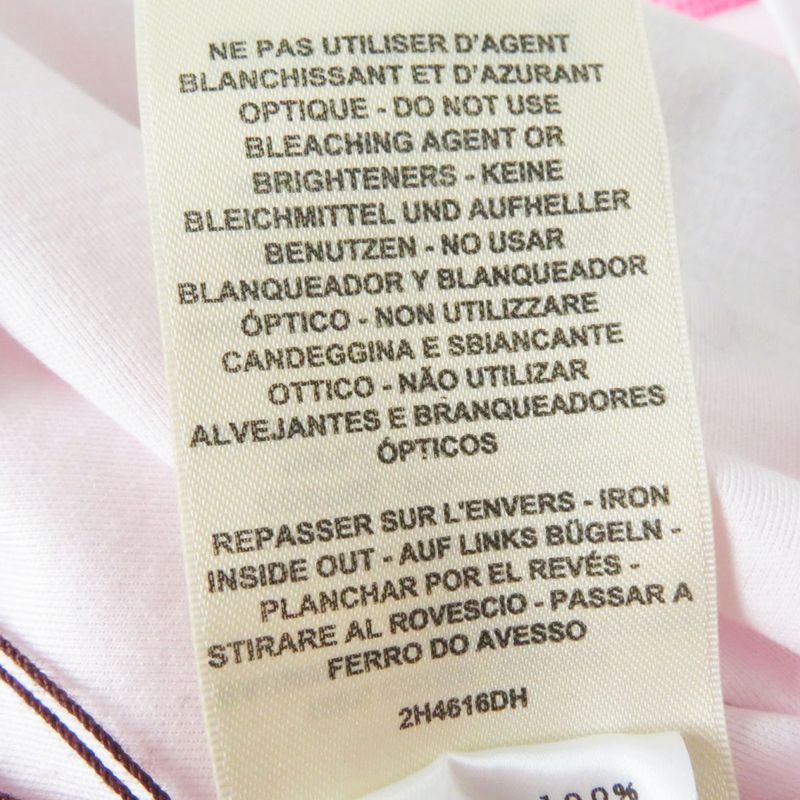 NE PAS UTILISER D'AGENT
BLANCHISSANT ET D'AZURANT
OPTIQUE - DO NOT USE
BLEACHING AGENT OR
BRIGHTENERS - KEINE
BLEICHMITTEL UND AUFHELLER
BENUTZEN - NO USAR
BLANQUEADOR Y BLANQUEADOR
ÓPTICO - NON UTILIZZARE
CANDEGGINA E SBIANCANTE
OTTICO - NÃO UTILIZAR
ALVEJANTES E BRANQUEADORES
ÓPTICOS
REPASSER SUR L'ENVERS - IRON
INSIDE OUT - AUF LINKS BÜGELN -
PLANCHAR POR EL REVÉS -
STIRARE AL ROVESCIO - PASSAR A
FERRO DO AVESSO
2H4616DH
100%